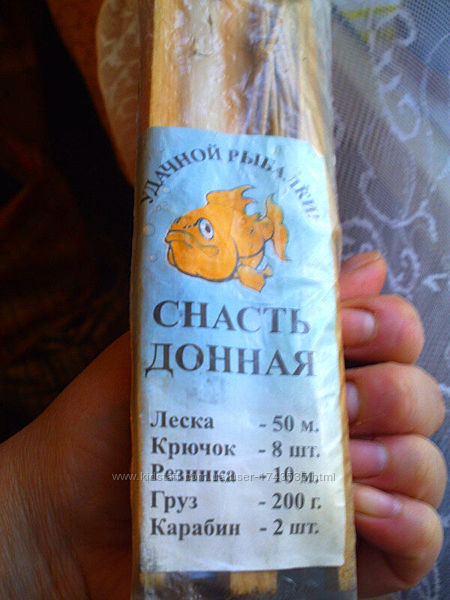 УДАЧНОЙ РЫБАЛКИ!
СНАСТЬ
ДОННАЯ
Леска - 50 м.
Крючок - 8 шт.
Резинка - 10 м.
Груз - 200 г.
Карабин - 2 шт.